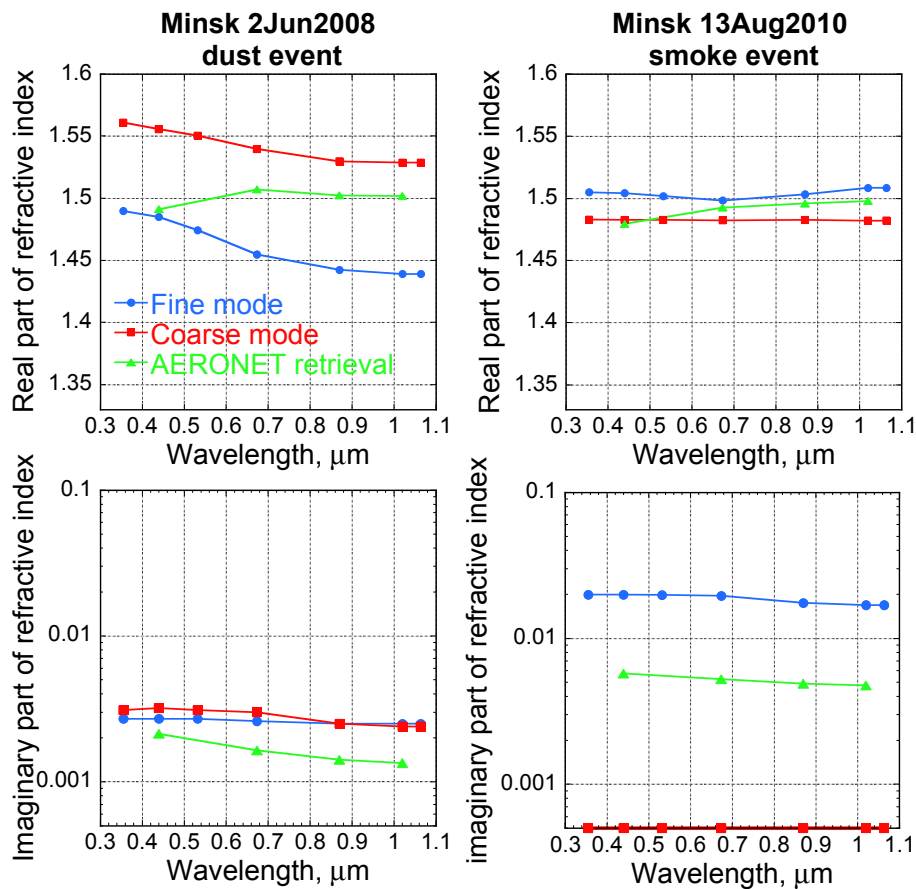 Minsk 2Jun2008
dust event
Minsk 13Aug2010
smoke event
Real part of refractive index
1.6
1.55
1.5
1.45
1.4
1.35
Fine mode
Coarse mode
AERONET retrieval
0.3 0.4 0.5 0.6 0.7 0.8 0.9 1 1.1
Wavelength, μm
Real part of refractive index
1.6
1.55
1.5
1.45
1.4
1.35
0.3 0.4 0.5 0.6 0.7 0.8 0.9 1 1.1
Wavelength, μm
Imaginary part of refractive index
0.1
0.01
0.001
0.3 0.4 0.5 0.6 0.7 0.8 0.9 1 1.1
Wavelength, μm
imaginary part of refractive index
0.1
0.01
0.001
0.3 0.4 0.5 0.6 0.7 0.8 0.9 1 1.1
Wavelength, μm